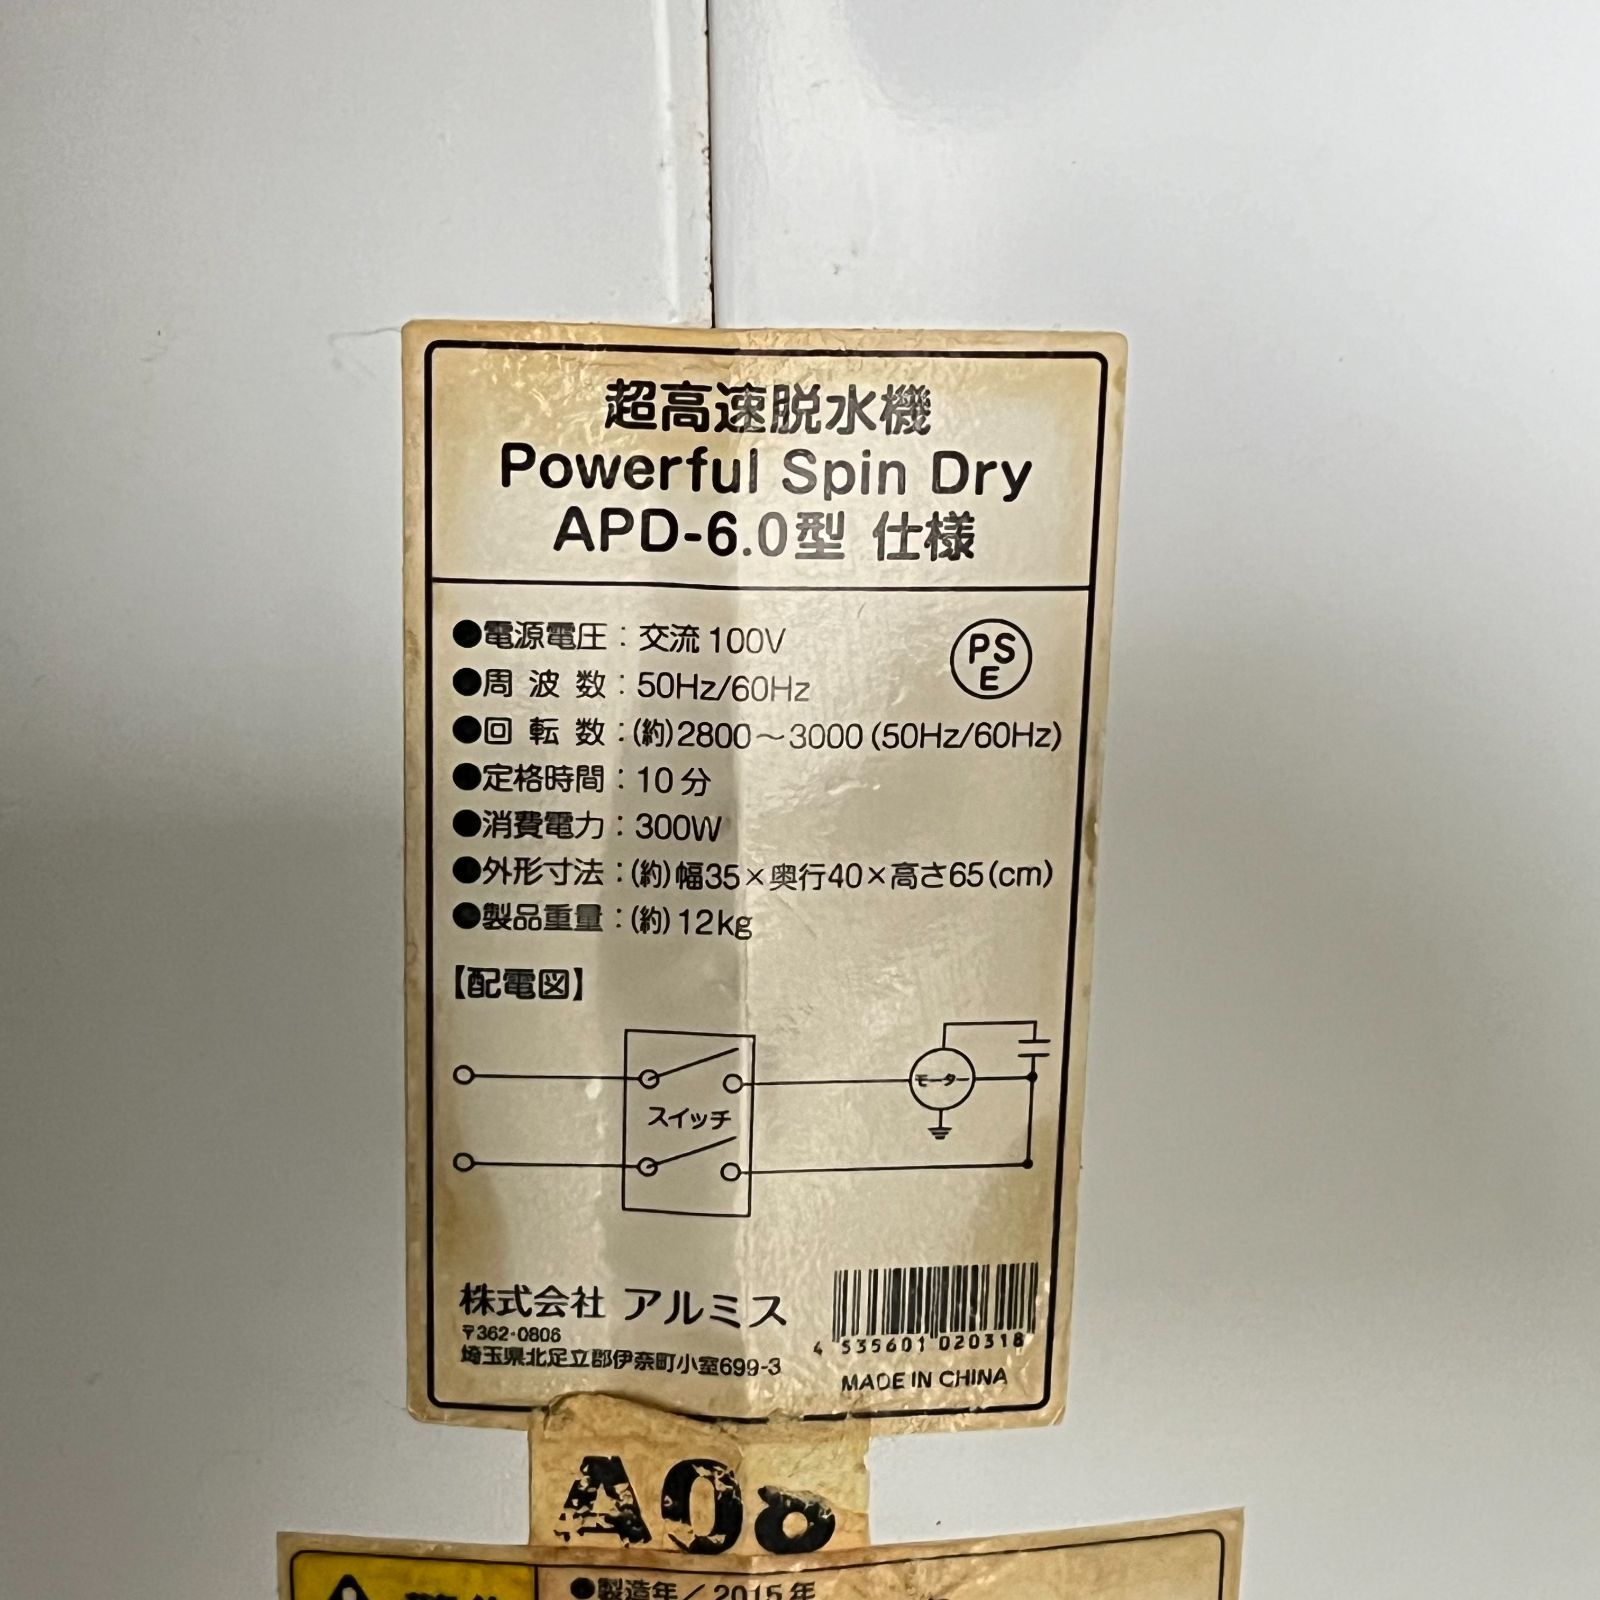 超高速脱水機
Powerful Spin Dry
APD-6.0型 仕様
●電源電圧：交流100V
PS
E
●周波数：50Hz/60Hz
●回転数：(約)2800～3000(50Hz/60Hz)
●定格時間：10分
●消費電力：300W
●外形寸法：(約)幅35×奥行40×高さ65(cm)
●製品重量：(約)12kg
【配電図】
モーター
スイッチ
株式会社 アルミス
〒362-0806
埼玉県北足立郡伊奈町小室699-3
4 535601 020318
MADE IN CHINA
●製造年／2015年